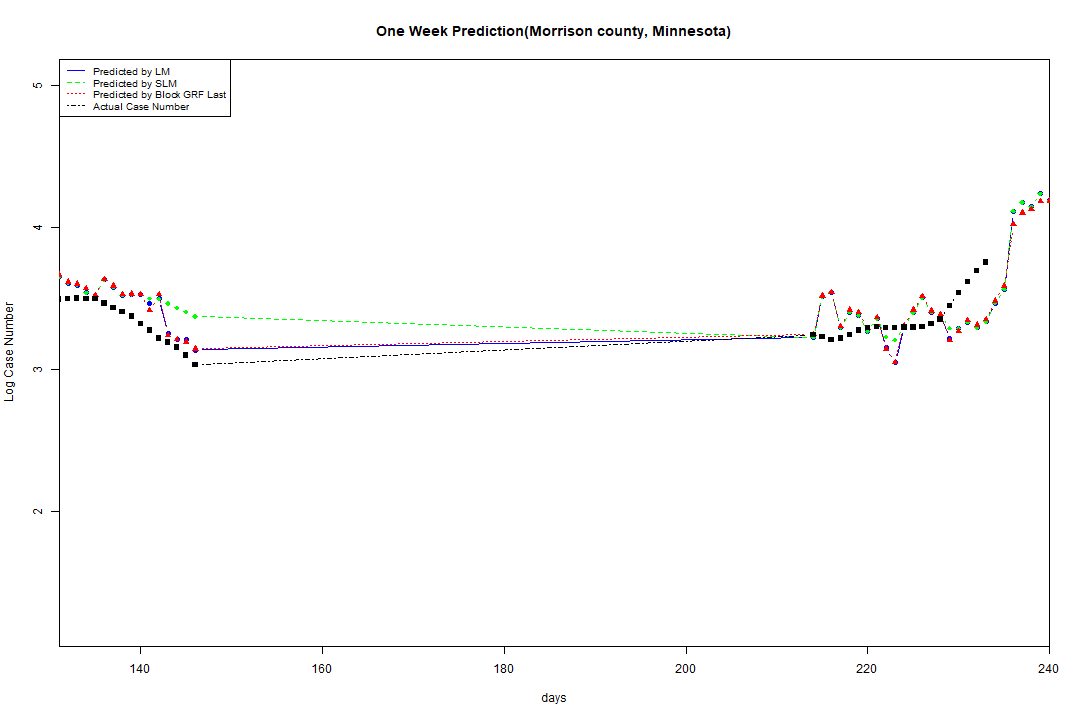 One Week Prediction(Morrison county, Minnesota)
Predicted by LM
Predicted by SLM
Predicted by Block GRF Last
Actual Case Number
5
4
3
2
Log Case Number
140 160 180 200 220 240
days